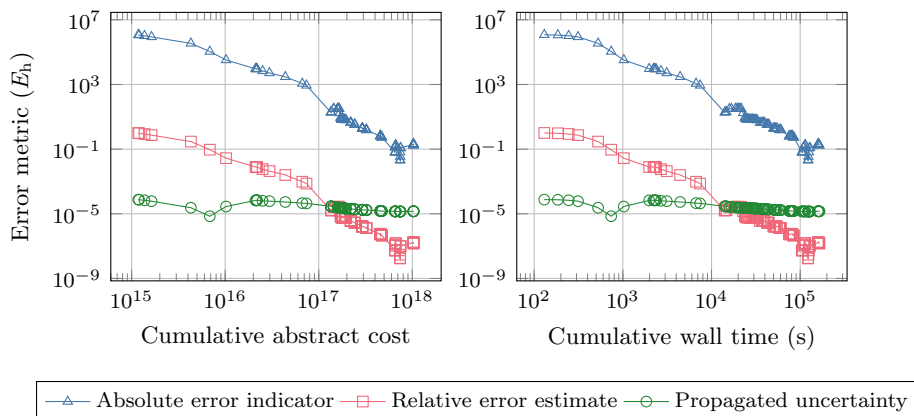 10^7
10^3
10^−1
10^−5
10^−9
Error metric (E_h)
10^15 10^16 10^17 10^18
Cumulative abstract cost
10^7
10^3
10^−1
10^−5
10^−9
10^2 10^3 10^4 10^5
Cumulative wall time (s)
Absolute error indicator Relative error estimate Propagated uncertainty